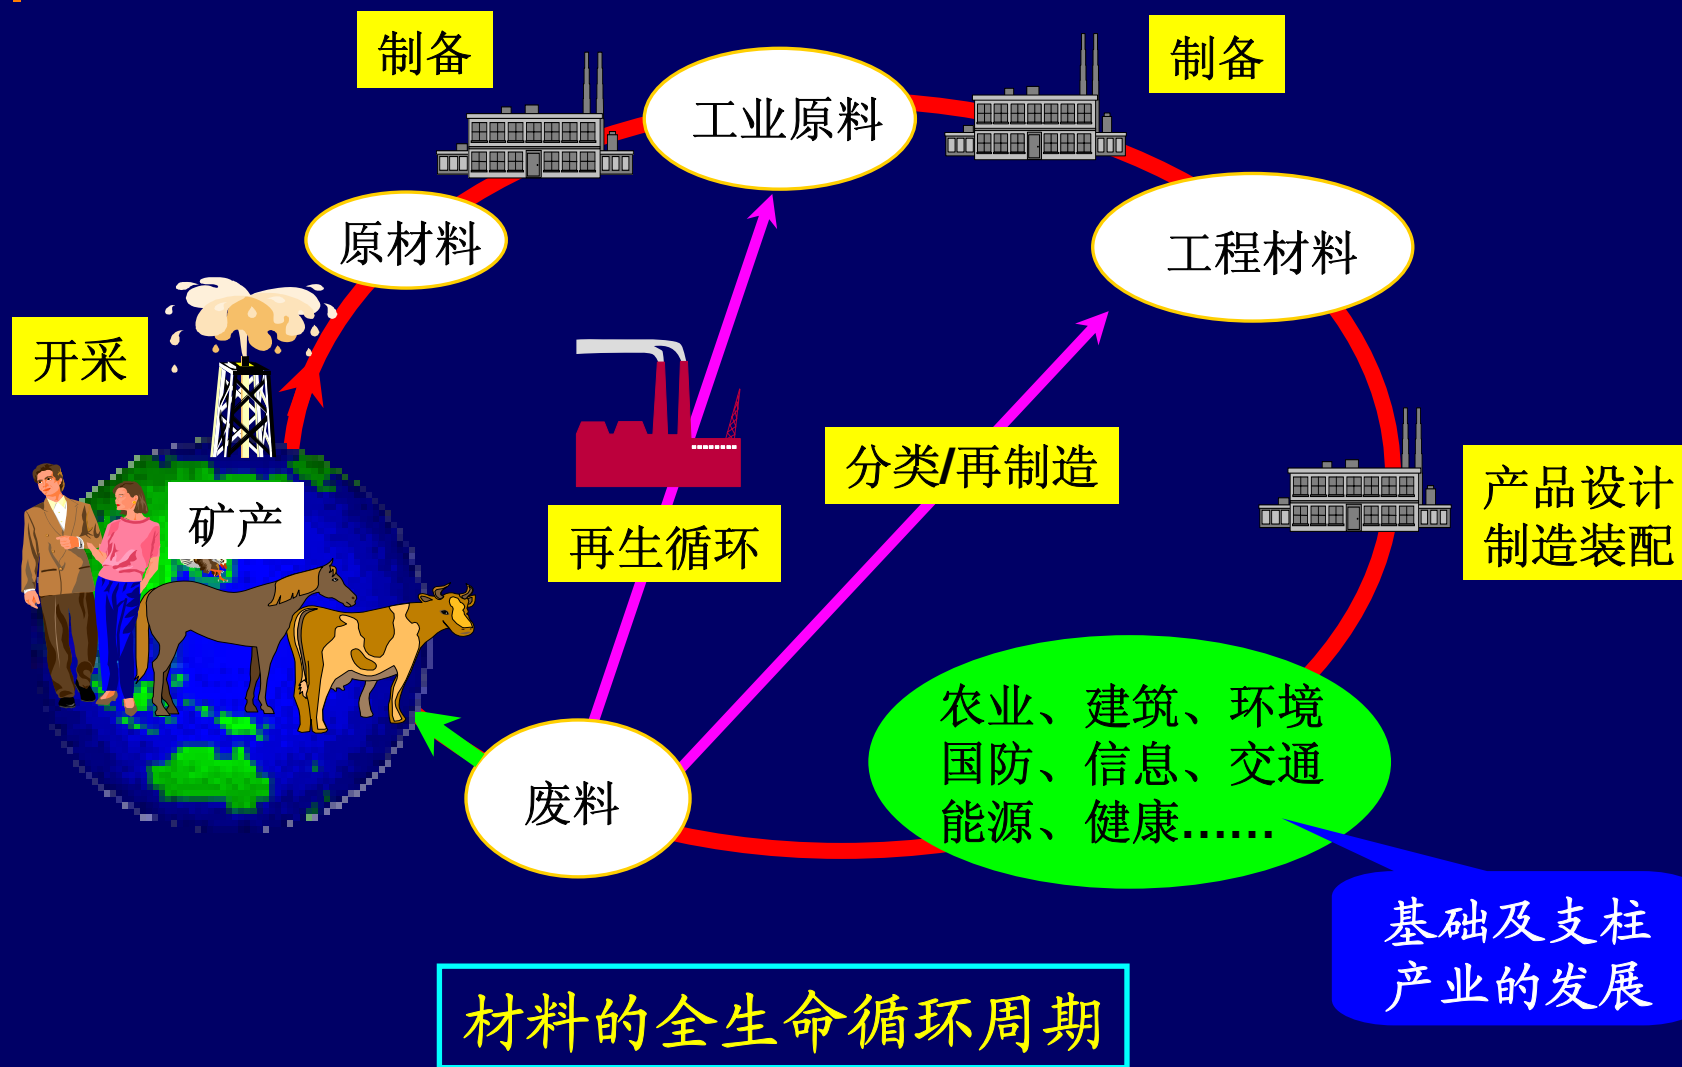 制备
制备
工业原料
原材料
工程材料
开采
矿产
分类/再制造
再生循环
产品设计
制造装配
农业、建筑、环境
国防、信息、交通
能源、健康……
废料
基础及支柱
产业的发展
材料的全生命循环周期